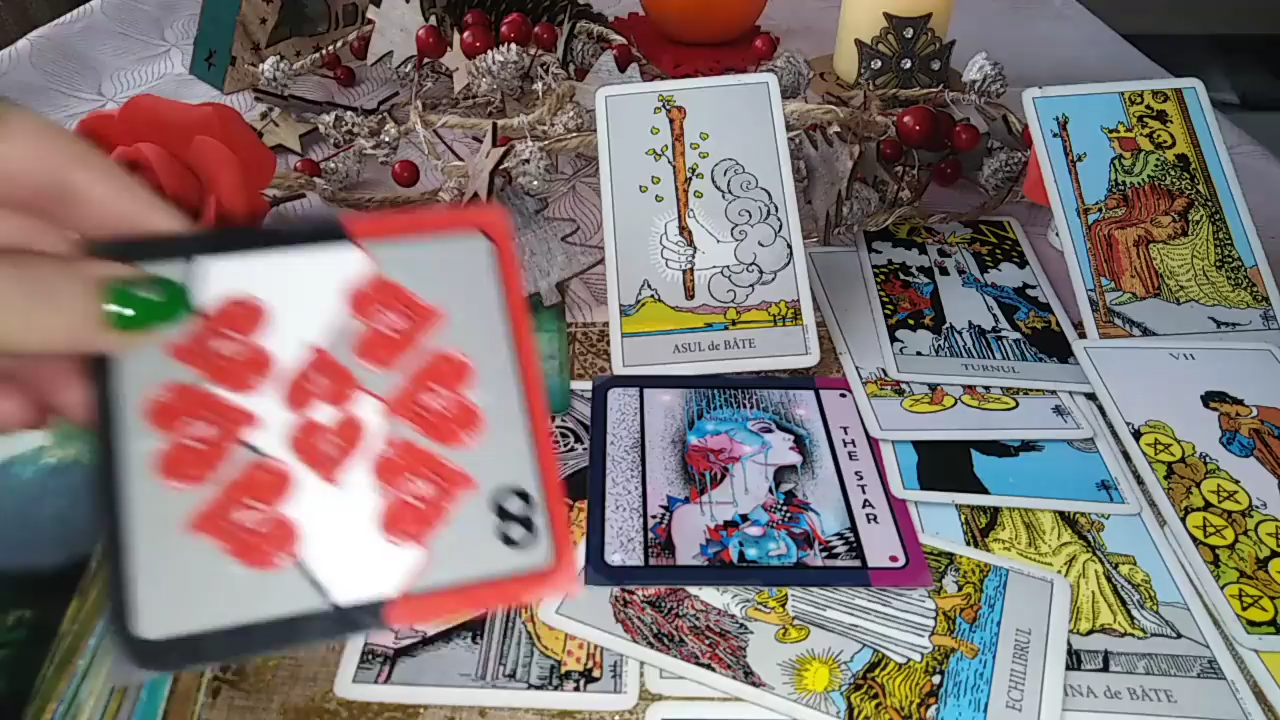 ASUL de BÂTE
TURNUL
VII
THE STAR
8
ECHILIBRUL
INA de BÂTE